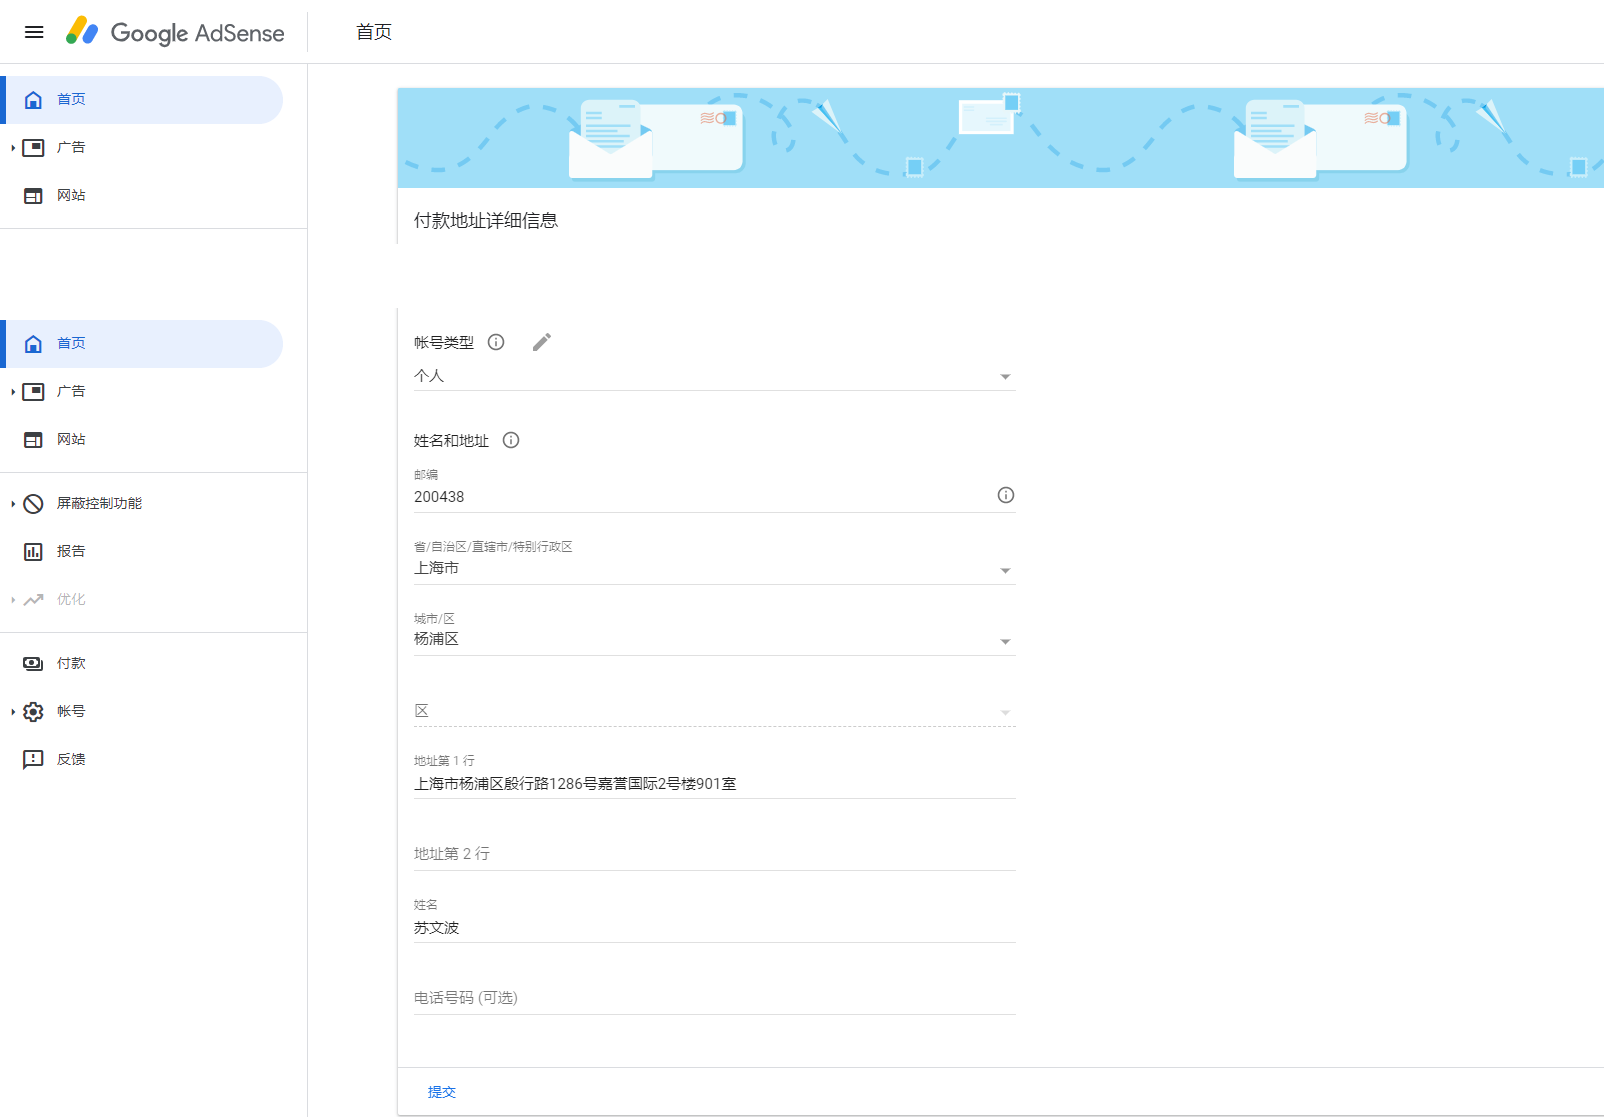 Google AdSense
首页
首页
广告
网站
付款地址详细信息
首页
广告
网站
屏蔽控制功能
报告
优化
付款
帐号
反馈
帐号类型
个人
姓名和地址
邮编
200438
省/自治区/直辖市/特别行政区
上海市
城市/区
杨浦区
区
地址第 1 行
上海市杨浦区殷行路1286号嘉誉国际2号楼901室
地址第 2 行
姓名
苏文波
电话号码 (可选)
提交